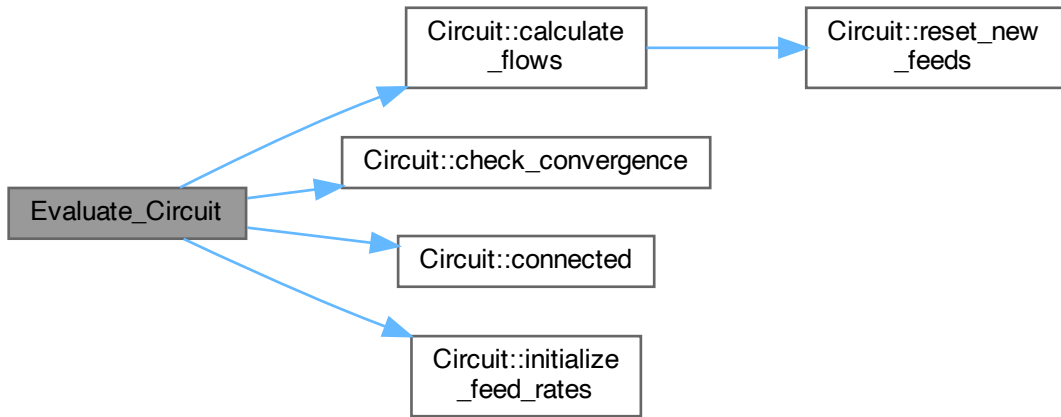 Circuit::calculate
_flows
Circuit::reset_new
_feeds
Circuit::check_convergence
Evaluate_Circuit
Circuit::connected
Circuit::initialize
_feed_rates